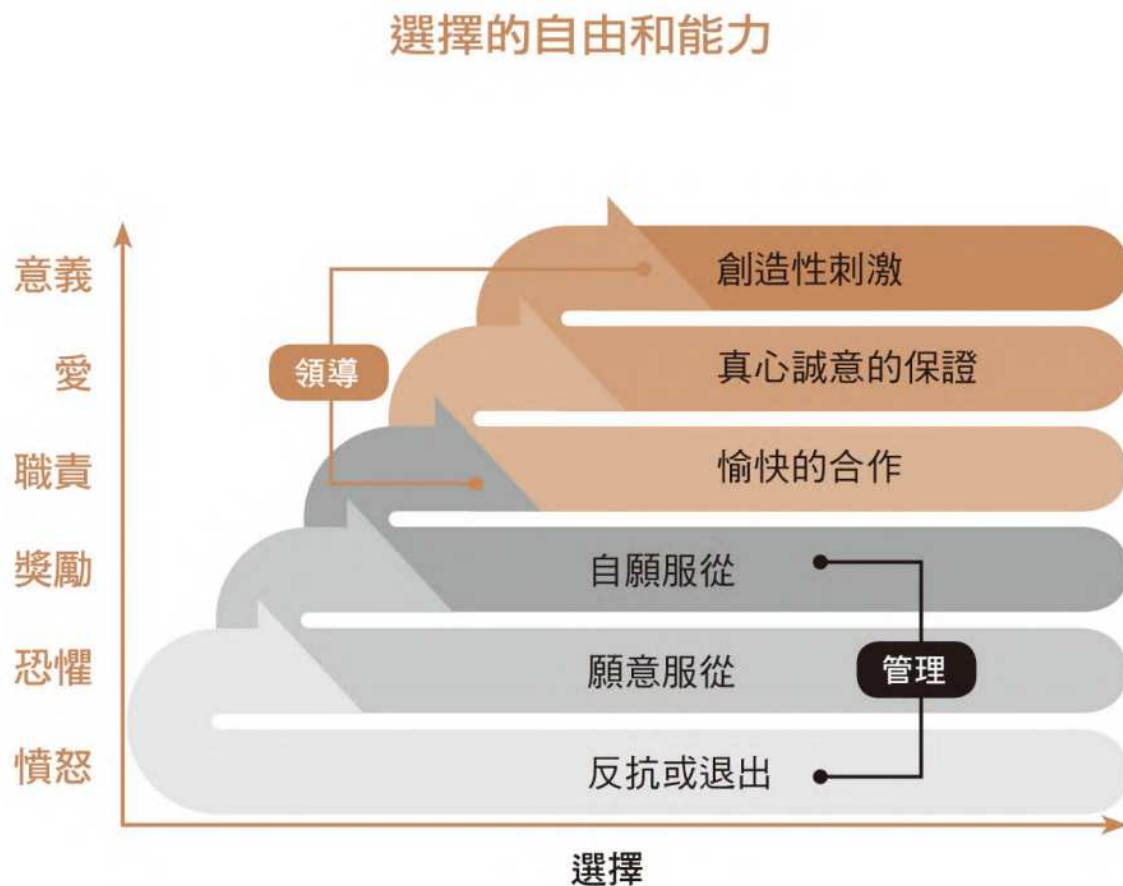 選擇的自由和能力
意義
創造性刺激
愛
領導
真心誠意的保證
職責
愉快的合作
獎勵
自願服從
恐懼
願意服從
管理
憤怒
反抗或退出
選擇